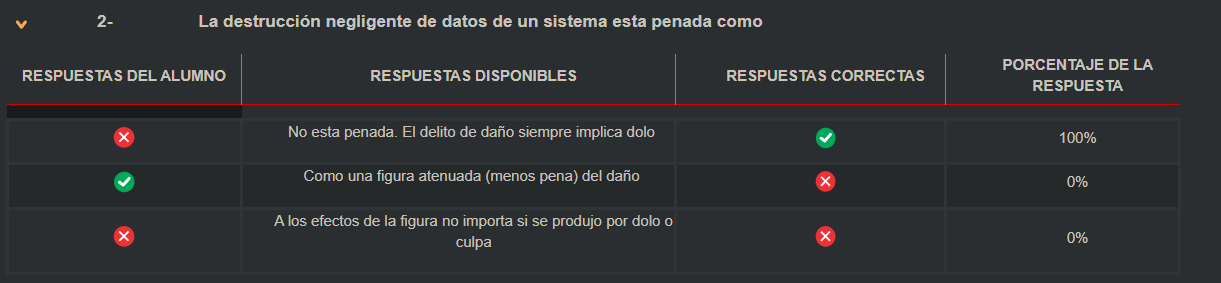 2- La destrucción negligente de datos de un sistema esta penada como
RESPUESTAS DEL ALUMNO RESPUESTAS DISPONIBLES RESPUESTAS CORRECTAS PORCENTAJE DE LA
RESPUESTA
No esta penada. El delito de daño siempre implica dolo 100%
Como una figura atenuada (menos pena) del daño 0%
A los efectos de la figura no importa si se produjo por dolo o
culpa 0%